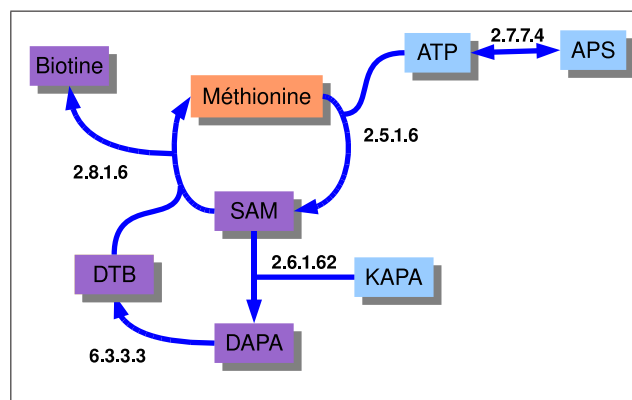 2.7.7.4
ATP
APS
Biotine
Méthionine
2.5.1.6
2.8.1.6
SAM
2.6.1.62
DTB
KAPA
DAPA
6.3.3.3